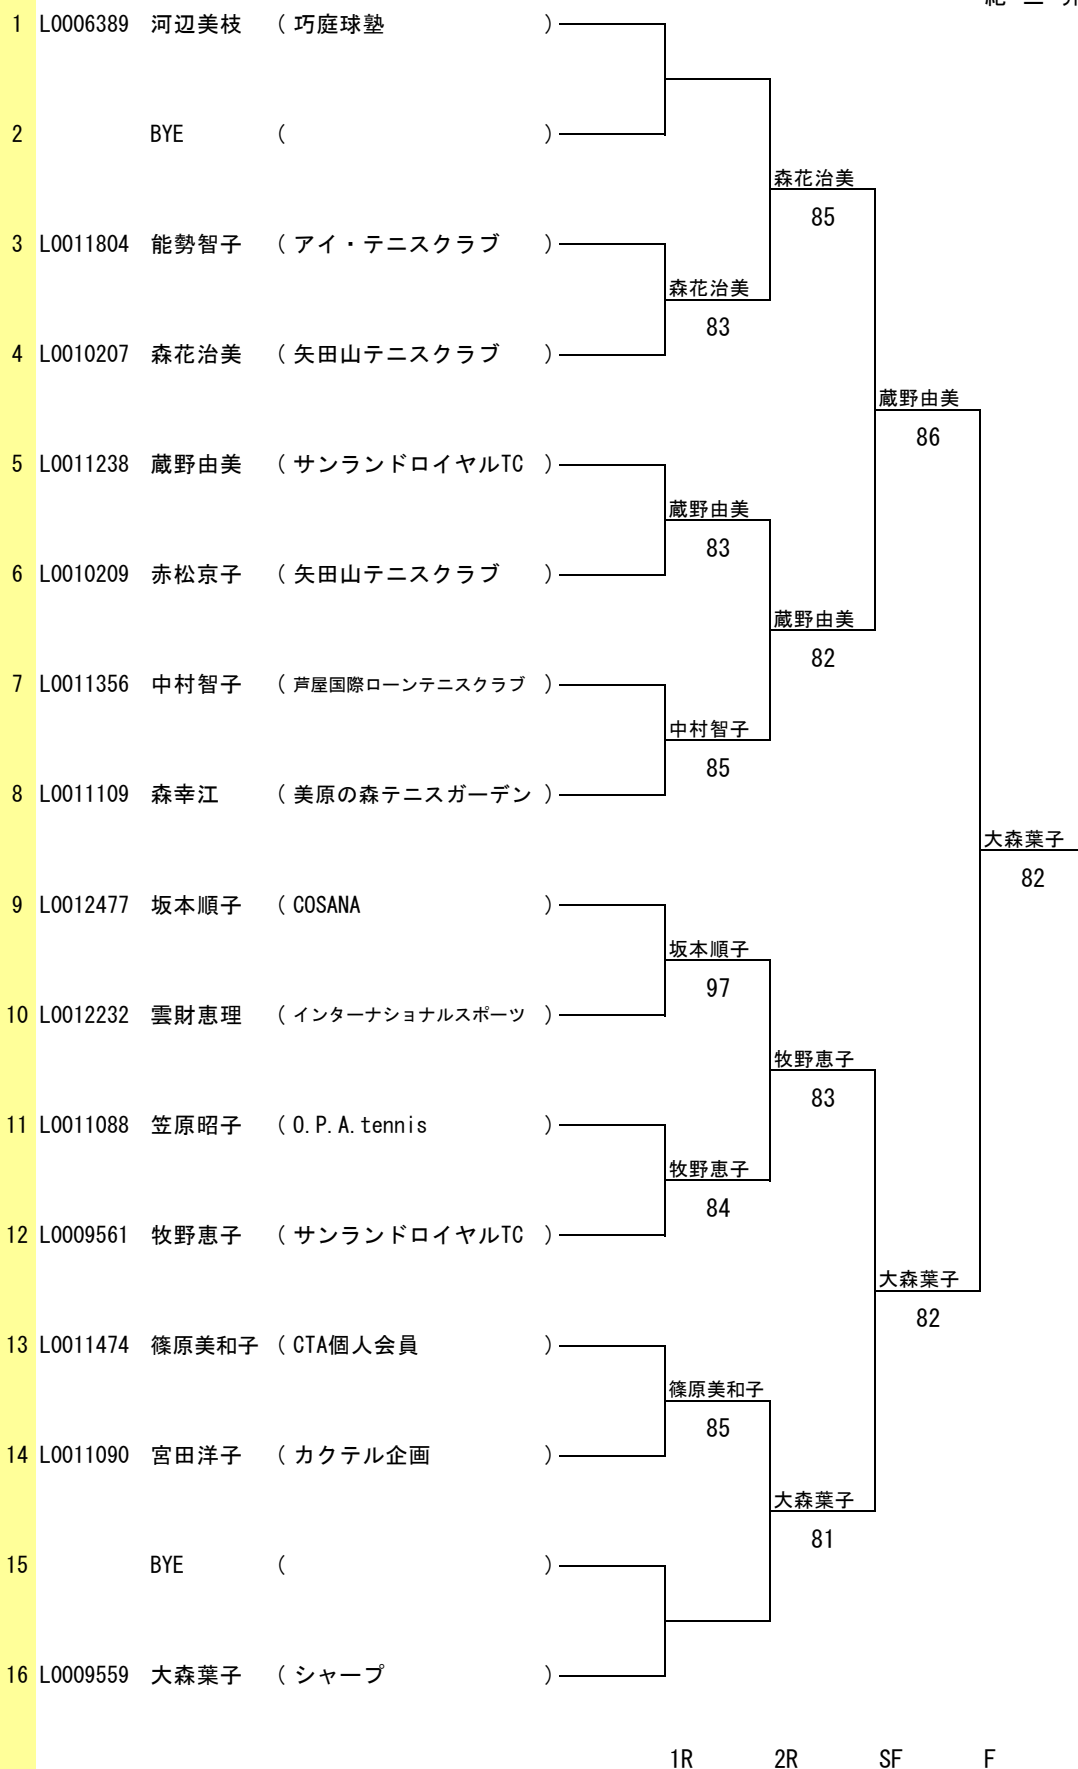 1 L0006389 河辺美枝 ( 巧庭球塾 )
2 BYE ( )
森花治美
85
3 L0011804 能勢智子 ( アイ・テニスクラブ )
森花治美
83
4 L0010207 森花治美 ( 矢田山テニスクラブ )
蔵野由美
86
5 L0011238 蔵野由美 ( サンランドロイヤルTC )
蔵野由美
83
6 L0010209 赤松京子 ( 矢田山テニスクラブ )
蔵野由美
82
7 L0011356 中村智子 ( 芦屋国際ローンテニスクラブ )
中村智子
85
8 L0011109 森幸江 ( 美原の森テニスガーデン )
大森葉子
82
9 L0012477 坂本順子 ( COSANA )
坂本順子
97
10 L0012232 雲財恵理 ( インターナショナルスポーツ )
牧野恵子
83
11 L0011088 笠原昭子 ( O.P.A.tennis )
牧野恵子
84
12 L0009561 牧野恵子 ( サンランドロイヤルTC )
大森葉子
82
13 L0011474 篠原美和子 ( CTA個人会員 )
篠原美和子
85
14 L0011090 宮田洋子 ( カクテル企画 )
大森葉子
81
15 BYE ( )
16 L0009559 大森葉子 ( シャープ )
1R 2R SF F